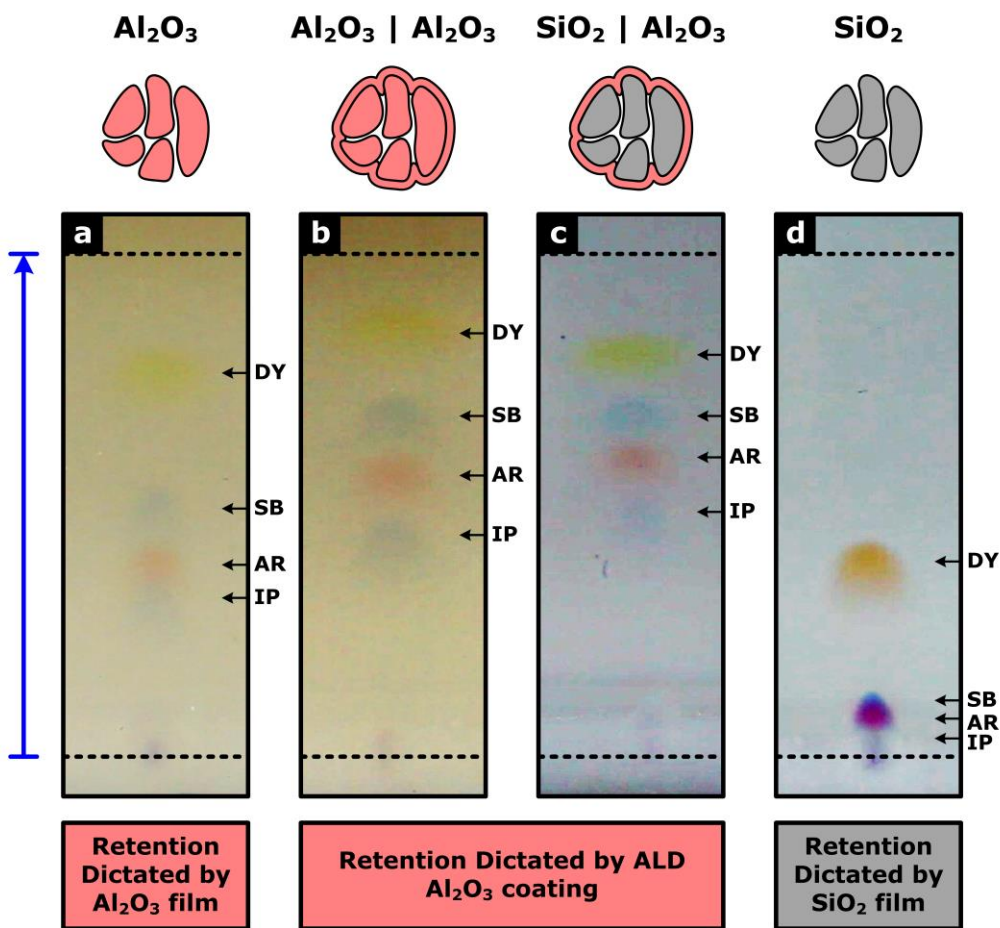 Al₂O₃
Al₂O₃ | Al₂O₃
SiO₂ | Al₂O₃
SiO₂
a
DY
SB
AR
IP
b
DY
SB
AR
IP
c
DY
SB
AR
IP
d
DY
SB
AR
IP
Retention
Dictated by
Al₂O₃ film
Retention Dictated by ALD
Al₂O₃ coating
Retention
Dictated by
SiO₂ film